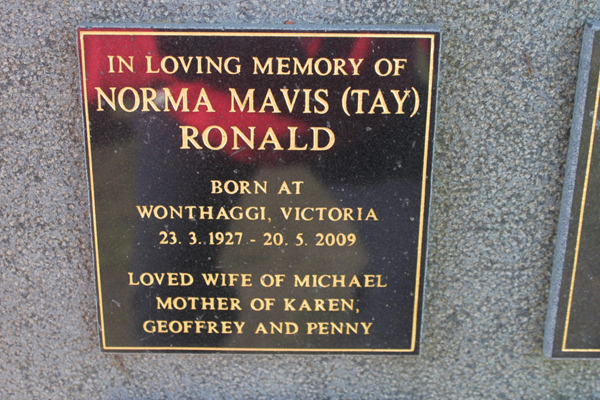 IN LOVING MEMORY OF
NORMA MAVIS (TAY)
RONALD
BORN AT
WONTHAGGI, VICTORIA
23. 3. 1927 - 20. 5. 2009
LOVED WIFE OF MICHAEL
MOTHER OF KAREN,
GEOFFREY AND PENNY